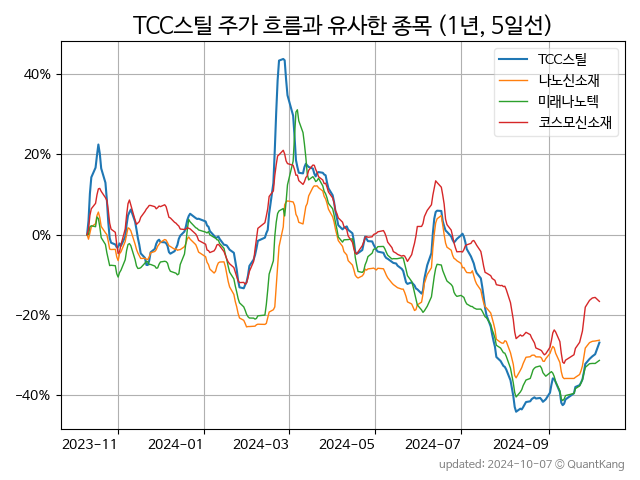 TCC스틸 주가 흐름과 유사한 종목 (1년, 5일선)
TCC스틸
나노신소재
미래나노텍
코스모신소재
40%
20%
0%
−20%
−40%
2023-11
2024-01
2024-03
2024-05
2024-07
2024-09
updated: 2024-10-07 © QuantKang